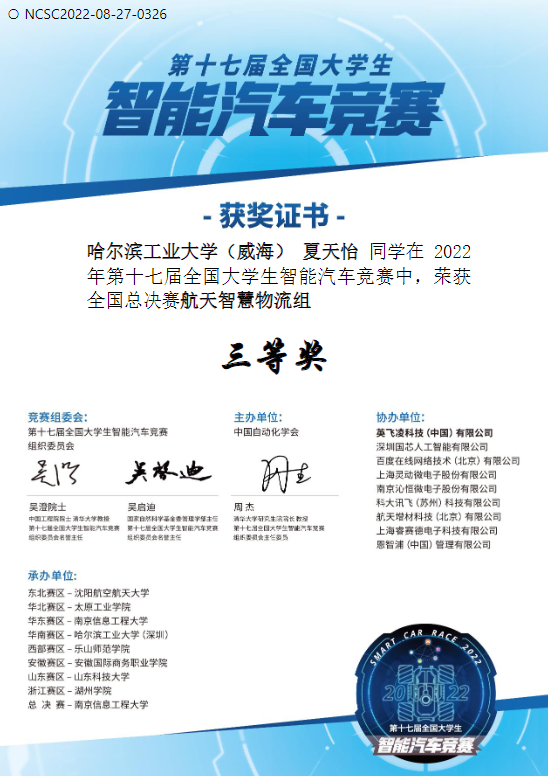 NCSC2022-08-27-0326
第十七届全国大学生
智能汽车竞赛
- 获奖证书 -
哈尔滨工业大学（威海） 夏天怡 同学在 2022
年第十七届全国大学生智能汽车竞赛中，荣获
全国总决赛航天智慧物流组
三等奖
竞赛组委会：
第十七届全国大学生智能汽车竞赛
组织委员会
吴澄院士
中国工程院院士 清华大学教授
第十七届全国大学生智能汽车竞赛
组织委员会名誉主任
吴启迪
国家自然科学基金委管理学部主任
第十七届全国大学生智能汽车竞赛
组织委员会名誉主任
主办单位：
中国自动化学会
周 杰
清华大学研究生院院长 教授
第十七届全国大学生智能汽车竞赛
组织委员会主任委员
协办单位：
英飞凌科技（中国）有限公司
深圳国芯人工智能有限公司
百度在线网络技术（北京）有限公司
上海灵动微电子股份有限公司
南京沁恒微电子股份有限公司
科大讯飞（苏州）科技有限公司
航天增材科技（北京）有限公司
上海睿赛德电子科技有限公司
恩智浦（中国）管理有限公司
承办单位：
东北赛区 – 沈阳航空航天大学
华北赛区 – 太原工业学院
华东赛区 – 南京信息工程大学
华南赛区 – 哈尔滨工业大学（深圳）
西部赛区 – 乐山师范学院
安徽赛区 – 安徽国际商务职业学院
山东赛区 – 山东科技大学
浙江赛区 – 湖州学院
总 决 赛 – 南京信息工程大学
SMART CAR RACE 2022
2022
第十七届全国大学生
智能汽车竞赛